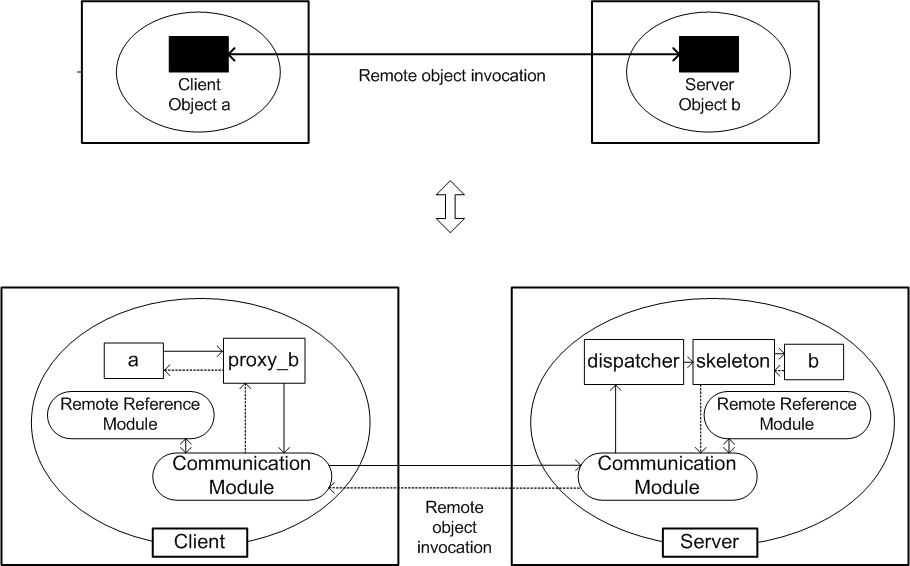 Remote object invocation
Client
Object a
Server
Object b
a
proxy_b
Remote Reference
Module
Communication
Module
Client
Remote
object
invocation
dispatcher
skeleton
b
Remote Reference
Module
Communication
Module
Server